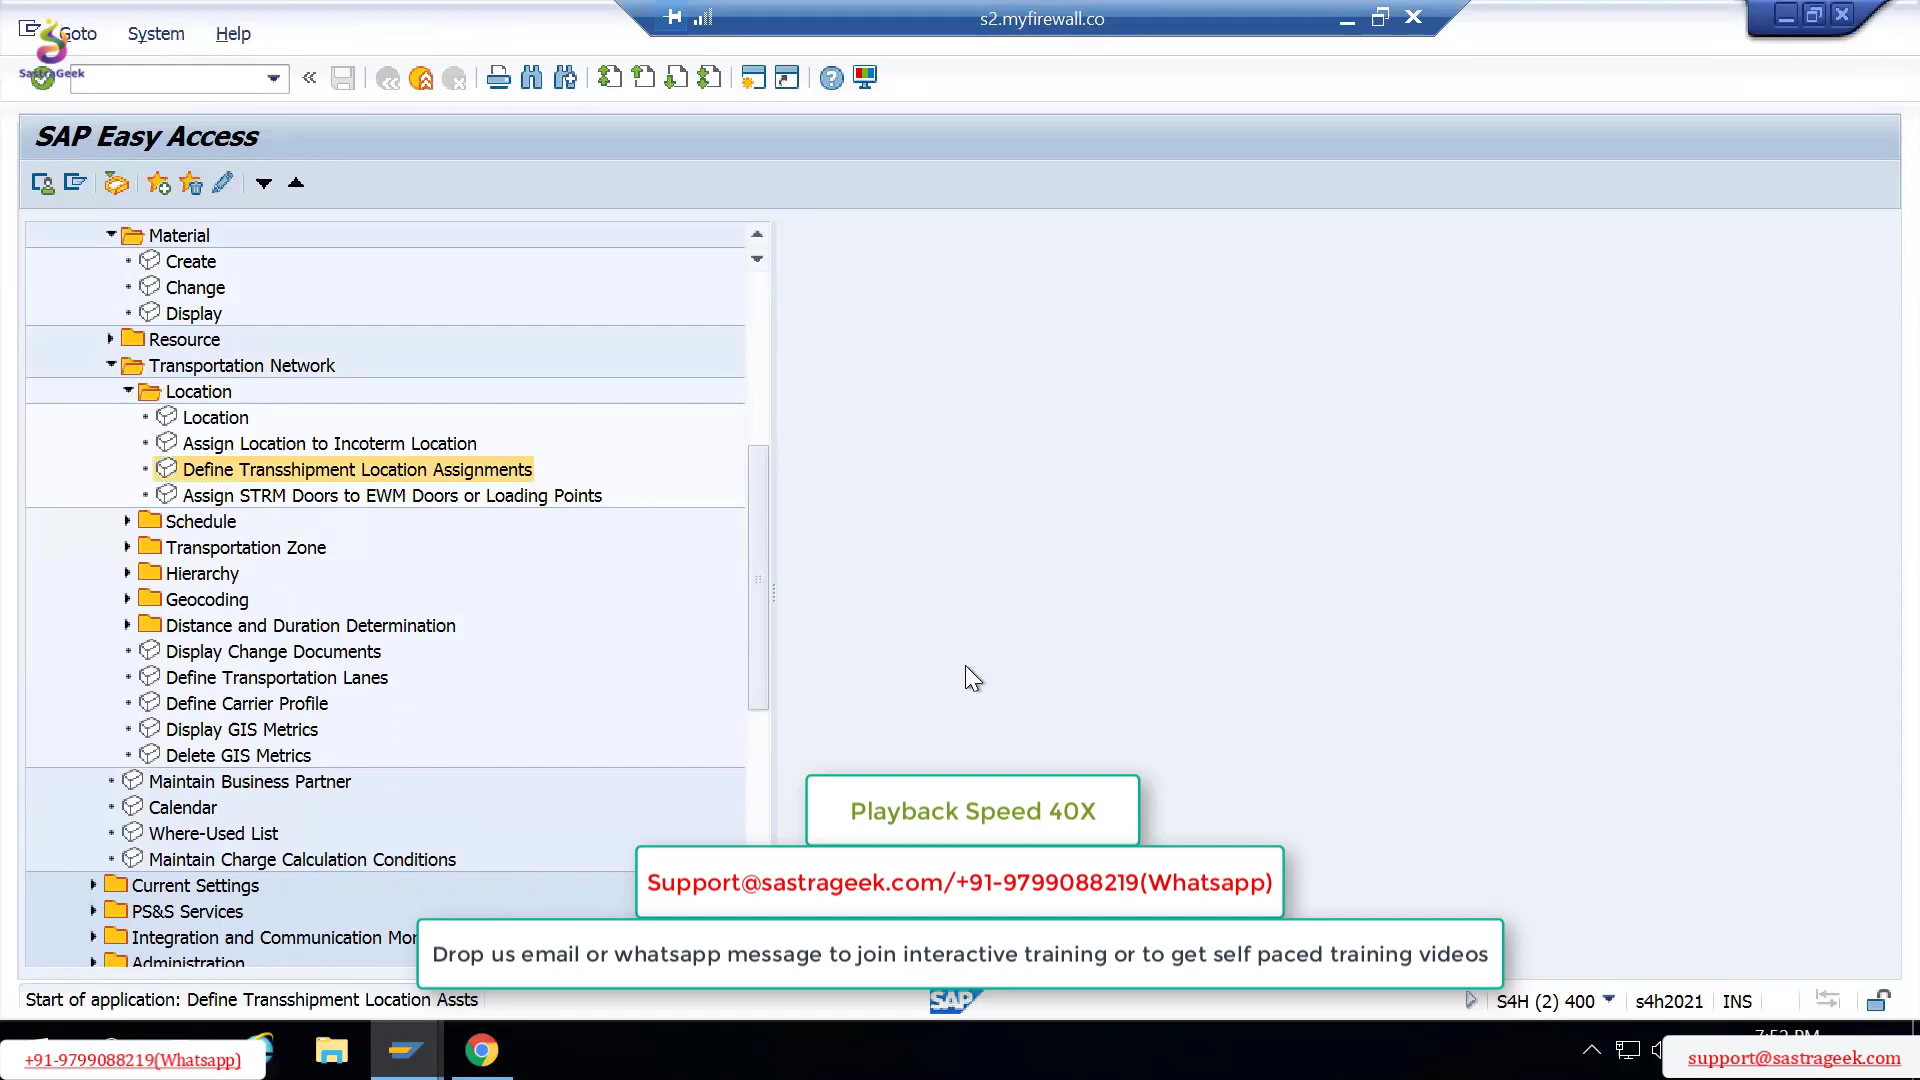 s2.myfirewall.co
Goto System Help
SastraGeek
SAP Easy Access
Material
Create
Change
Display
Resource
Transportation Network
Location
Location
Assign Location to Incoterm Location
Define Transshipment Location Assignments
Assign STRM Doors to EWM Doors or Loading Points
Schedule
Transportation Zone
Hierarchy
Geocoding
Distance and Duration Determination
Display Change Documents
Define Transportation Lanes
Define Carrier Profile
Display GIS Metrics
Delete GIS Metrics
Maintain Business Partner
Calendar
Where-Used List
Maintain Charge Calculation Conditions
Current Settings
PS&S Services
Integration and Communication Mor
Administration
Playback Speed 40X
Support@sastrageek.com/+91-9799088219(Whatsapp)
Drop us email or whatsapp message to join interactive training or to get self paced training videos
Start of application: Define Transshipment Location Assts
SAP
S4H (2) 400 s4h2021 INS
7:52 PM
+91-9799088219(Whatsapp)
support@sastrageek.com